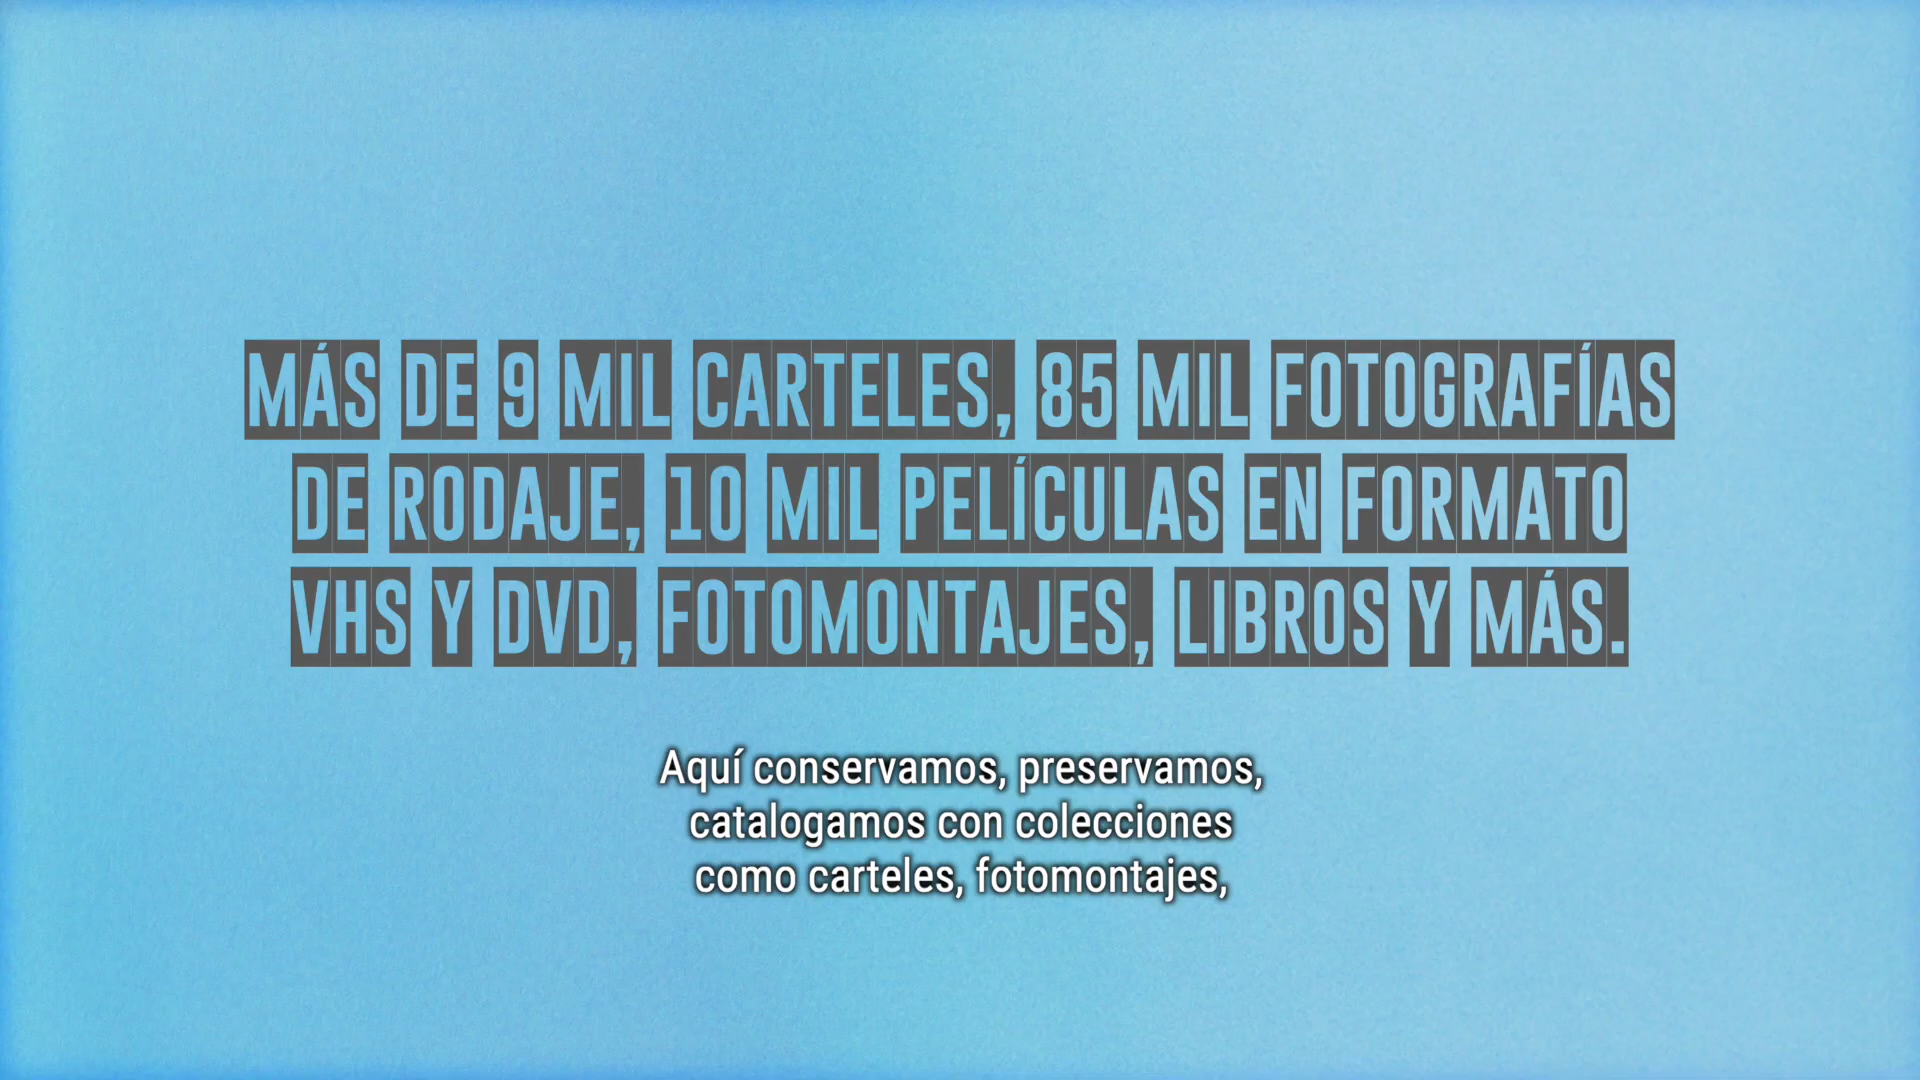 MÁS DE 9 MIL CARTELES, 85 MIL FOTOGRAFÍAS
DE RODAJE, 10 MIL PELÍCULAS EN FORMATO
VHS Y DVD, FOTOMONTAJES, LIBROS Y MÁS.
Aquí conservamos, preservamos,
catalogamos con colecciones
como carteles, fotomontajes,